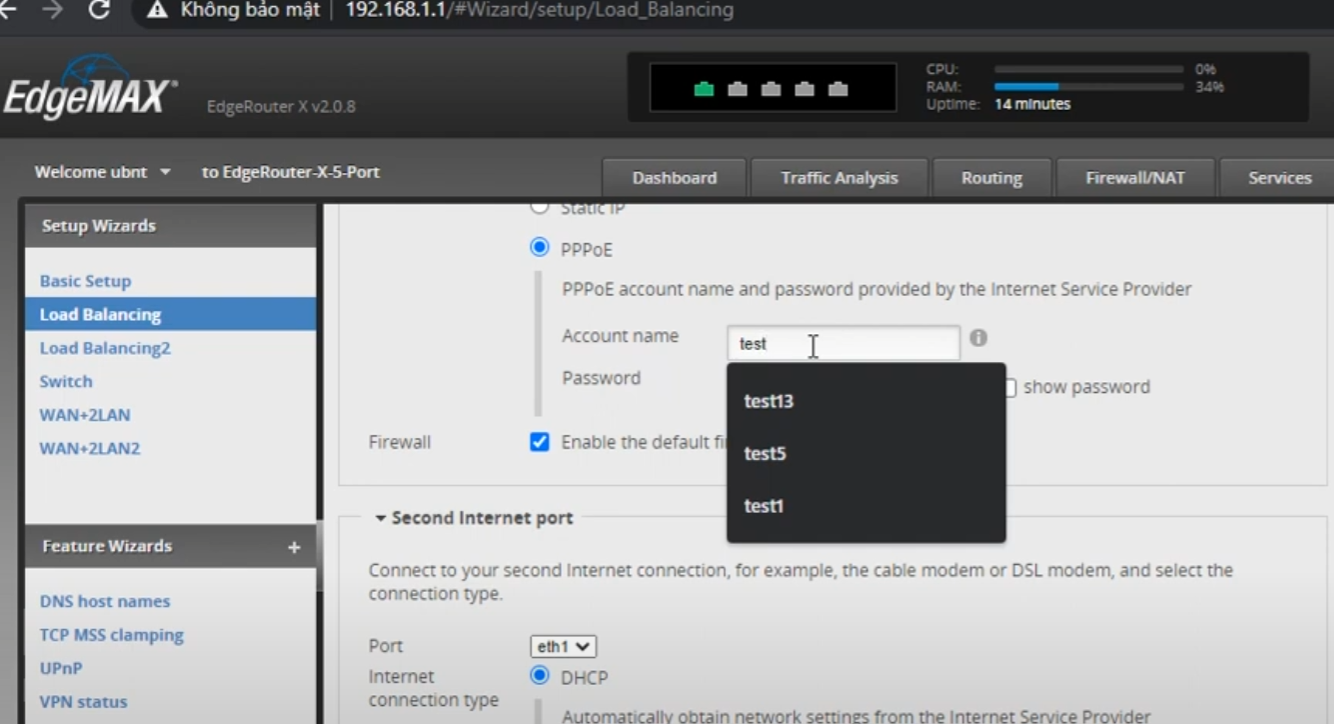 Không bảo mật 192.168.1.1/#Wizard/setup/Load_Balancing
EdgeMAX®
EdgeRouter X v2.0.8
CPU: 0%
RAM: 34%
Uptime: 14 minutes
Welcome ubnt to EdgeRouter-X-5-Port
Dashboard
Traffic Analysis
Routing
Firewall/NAT
Services
Setup Wizards
Basic Setup
Load Balancing
Load Balancing2
Switch
WAN+2LAN
WAN+2LAN2
Feature Wizards +
DNS host names
TCP MSS clamping
UPnP
VPN status
Static IP
PPPoE
PPPoE account name and password provided by the Internet Service Provider
Account name test
Password show password
test13
test5
test1
Firewall Enable the default fi
Second Internet port
Connect to your second Internet connection, for example, the cable modem or DSL modem, and select the
connection type.
Port eth1
Internet
connection type
DHCP
Automatically obtain network settings from the Internet Service Provider